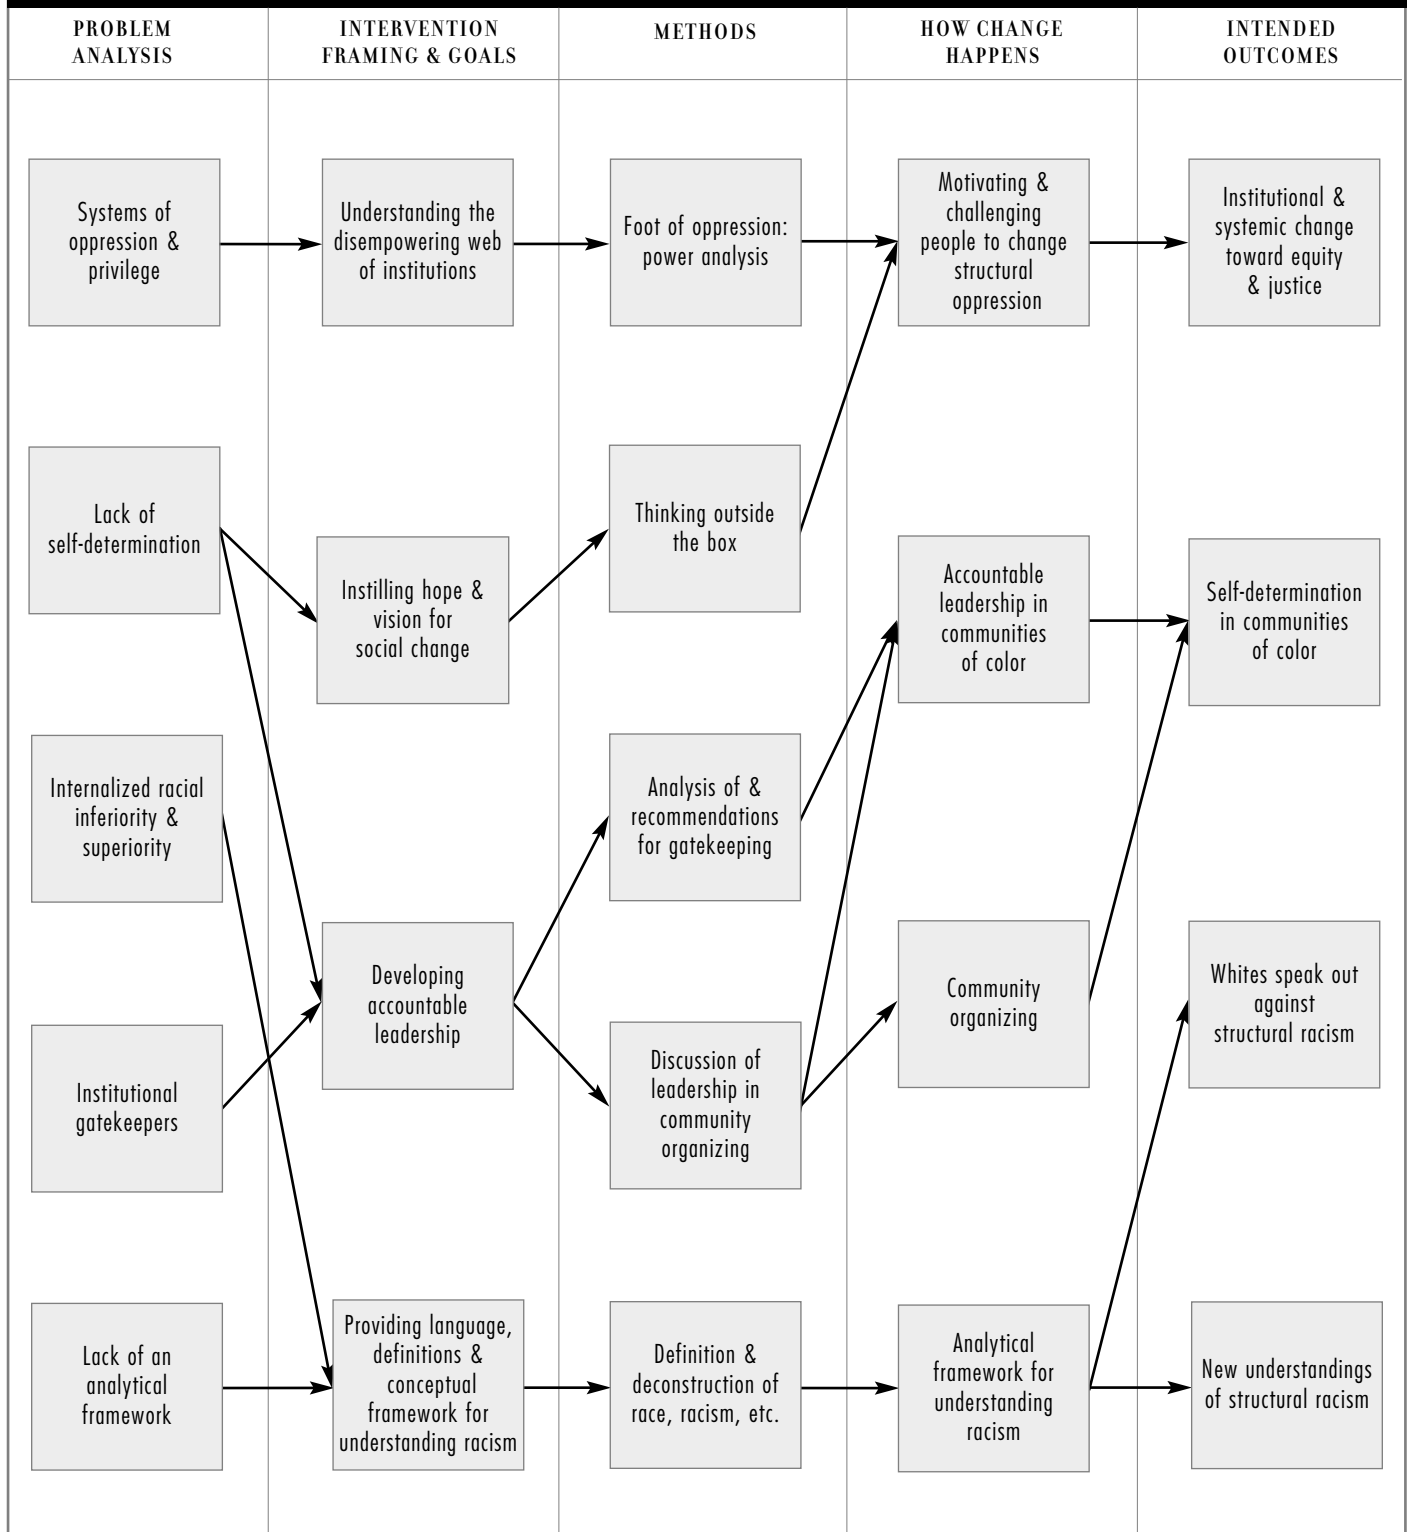 PROBLEM
ANALYSIS
INTERVENTION
FRAMING & GOALS
METHODS
HOW CHANGE
HAPPENS
INTENDED
OUTCOMES
Systems of
oppression &
privilege
Understanding the
disempowering web
of institutions
Foot of oppression:
power analysis
Motivating &
challenging
people to change
structural
oppression
Institutional &
systemic change
toward equity
& justice
Lack of
self-determination
Instilling hope &
vision for
social change
Thinking outside
the box
Accountable
leadership in
communities
of color
Self-determination
in communities
of color
Internalized racial
inferiority &
superiority
Analysis of &
recommendations
for gatekeeping
Institutional
gatekeepers
Developing
accountable
leadership
Discussion of
leadership in
community
organizing
Community
organizing
Whites speak out
against
structural racism
Lack of an
analytical
framework
Providing language,
definitions &
conceptual
framework for
understanding racism
Definition &
deconstruction of
race, racism, etc.
Analytical
framework for
understanding
racism
New understandings
of structural racism